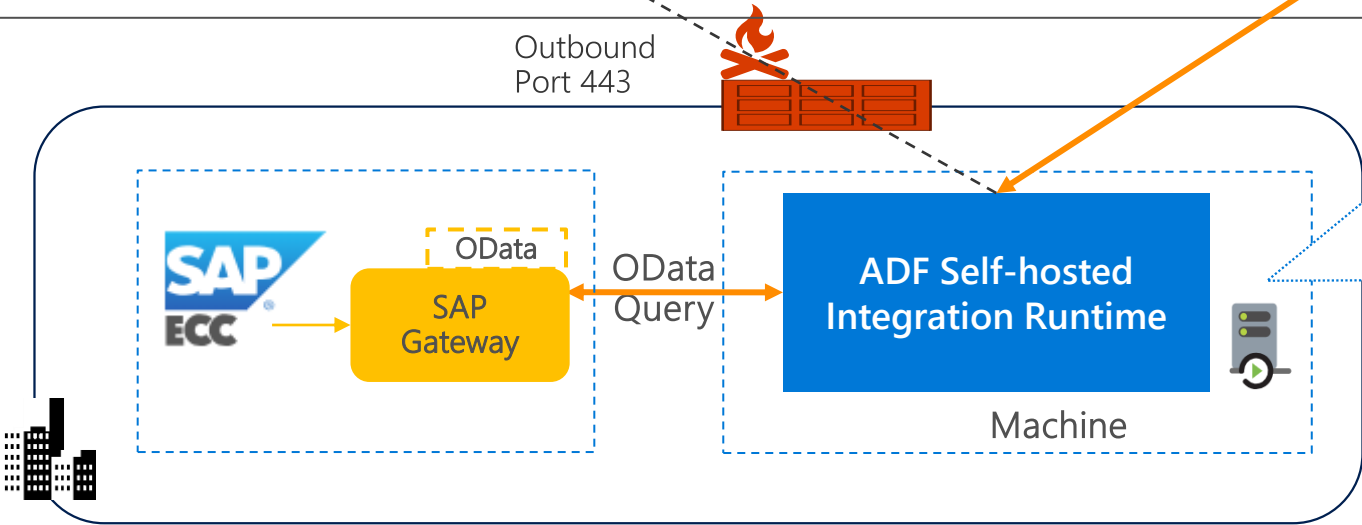 Outbound
Port 443
SAP
®
ECC
OData
SAP
Gateway
OData
Query
ADF Self-hosted
Integration Runtime
Machine